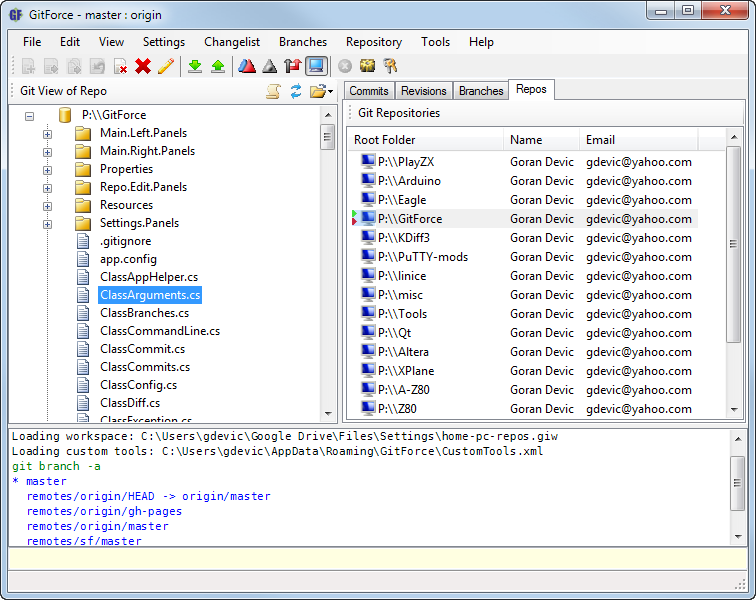 GitForce - master : origin
File Edit View Settings Changelist Branches Repository Tools Help
Git View of Repo
P:\\GitForce
Main.Left.Panels
Main.Right.Panels
Properties
Repo.Edit.Panels
Resources
Settings.Panels
.gitignore
app.config
ClassAppHelper.cs
ClassArguments.cs
ClassBranches.cs
ClassCommandLine.cs
ClassCommit.cs
ClassCommits.cs
ClassConfig.cs
ClassDiff.cs
ClassException.cs
Commits Revisions Branches Repos
Git Repositories
Root Folder Name Email
P:\\PlayZX Goran Devic gdevic@yahoo.com
P:\\Arduino Goran Devic gdevic@yahoo.com
P:\\Eagle Goran Devic gdevic@yahoo.com
P:\\GitForce Goran Devic gdevic@yahoo.com
P:\\KDiff3 Goran Devic gdevic@yahoo.com
P:\\PuTTY-mods Goran Devic gdevic@yahoo.com
P:\\linice Goran Devic gdevic@yahoo.com
P:\\misc Goran Devic gdevic@yahoo.com
P:\\Tools Goran Devic gdevic@yahoo.com
P:\\Qt Goran Devic gdevic@yahoo.com
P:\\Altera Goran Devic gdevic@yahoo.com
P:\\XPlane Goran Devic gdevic@yahoo.com
P:\\A-Z80 Goran Devic gdevic@yahoo.com
P:\\Z80 Goran Devic gdevic@yahoo.com
Loading workspace: C:\Users\gdevic\Google Drive\Files\Settings\home-pc-repos.giw
Loading custom tools: C:\Users\gdevic\AppData\Roaming\GitForce\CustomTools.xml
git branch -a
* master
remotes/origin/HEAD -> origin/master
remotes/origin/gh-pages
remotes/origin/master
remotes/sf/master